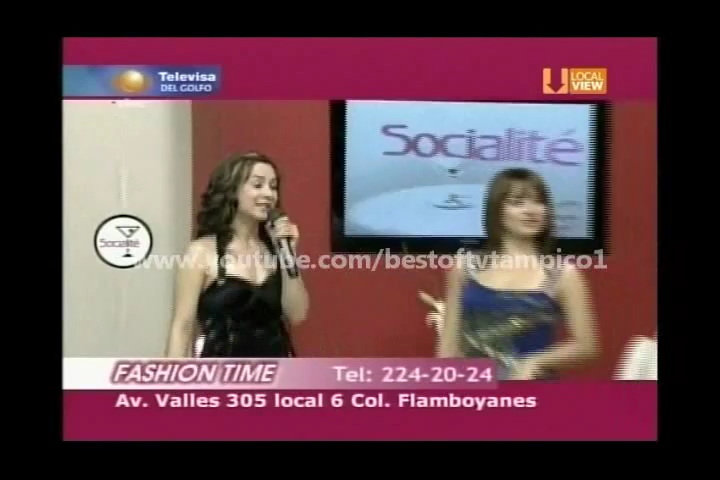 Televisa
DEL GOLFO
LOCAL
VIEW
Socialité
Socialité
www.youtube.com/bestoftvtampico1
FASHION TIME
Tel: 224-20-24
Av. Valles 305 local 6 Col. Flamboyanes